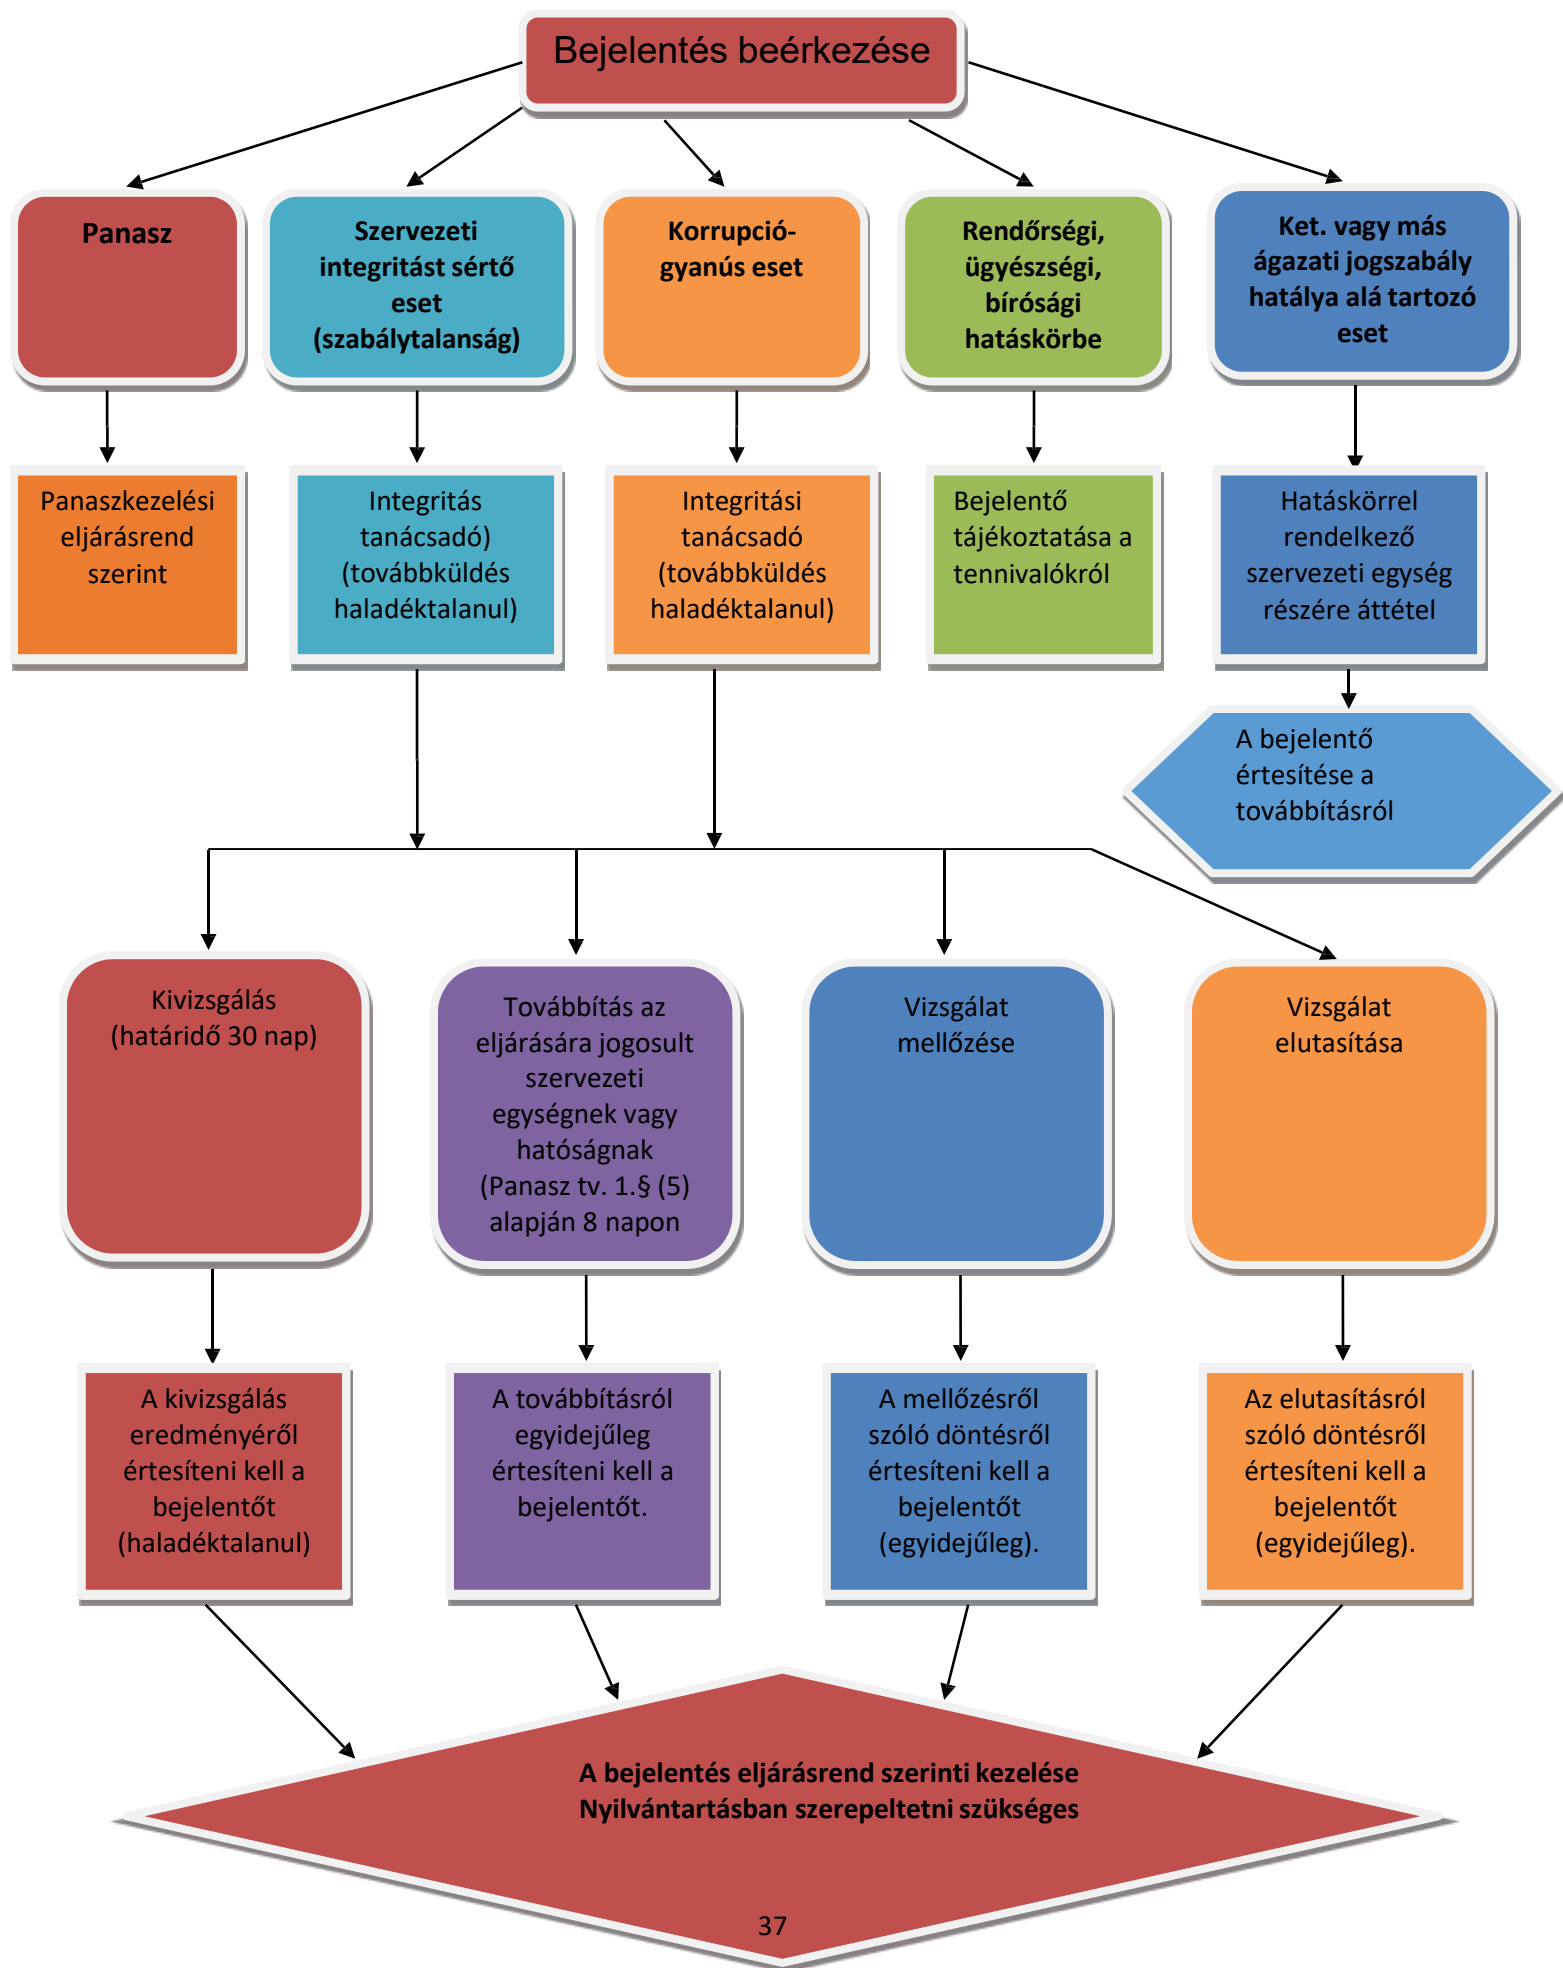 Bejelentés beérkezése
Panasz
Szervezeti
integritást sértő
eset
(szabálytalanság)
Korrupció-
gyanús eset
Rendőrségi,
ügyészségi,
bírósági
hatáskörbe
Ket. vagy más
ágazati jogszabály
hatálya alá tartozó
eset
Panaszkezelési
eljárásrend
szerint
Integritás
tanácsadó)
(továbbküldés
haladéktalanul)
Integritási
tanácsadó
(továbbküldés
haladéktalanul)
Bejelentő
tájékoztatása a
tennivalókról
Hatáskörrel
rendelkező
szervezeti egység
részére áttétel
A bejelentő
értesítése a
továbbításról
Kivizsgálás
(határidő 30 nap)
Továbbítás az
eljárására jogosult
szervezeti
egységnek vagy
hatóságnak
(Panasz tv. 1.§ (5)
alapján 8 napon
Vizsgálat
mellőzése
Vizsgálat
elutasítása
A kivizsgálás
eredményéről
értesíteni kell a
bejelentőt
(haladéktalanul)
A továbbításról
egyidejűleg
értesíteni kell a
bejelentőt.
A mellőzésről
szóló döntésről
értesíteni kell a
bejelentőt
(egyidejűleg).
Az elutasításról
szóló döntésről
értesíteni kell a
bejelentőt
(egyidejűleg).
A bejelentés eljárásrend szerinti kezelése
Nyilvántartásban szerepeltetni szükséges
37